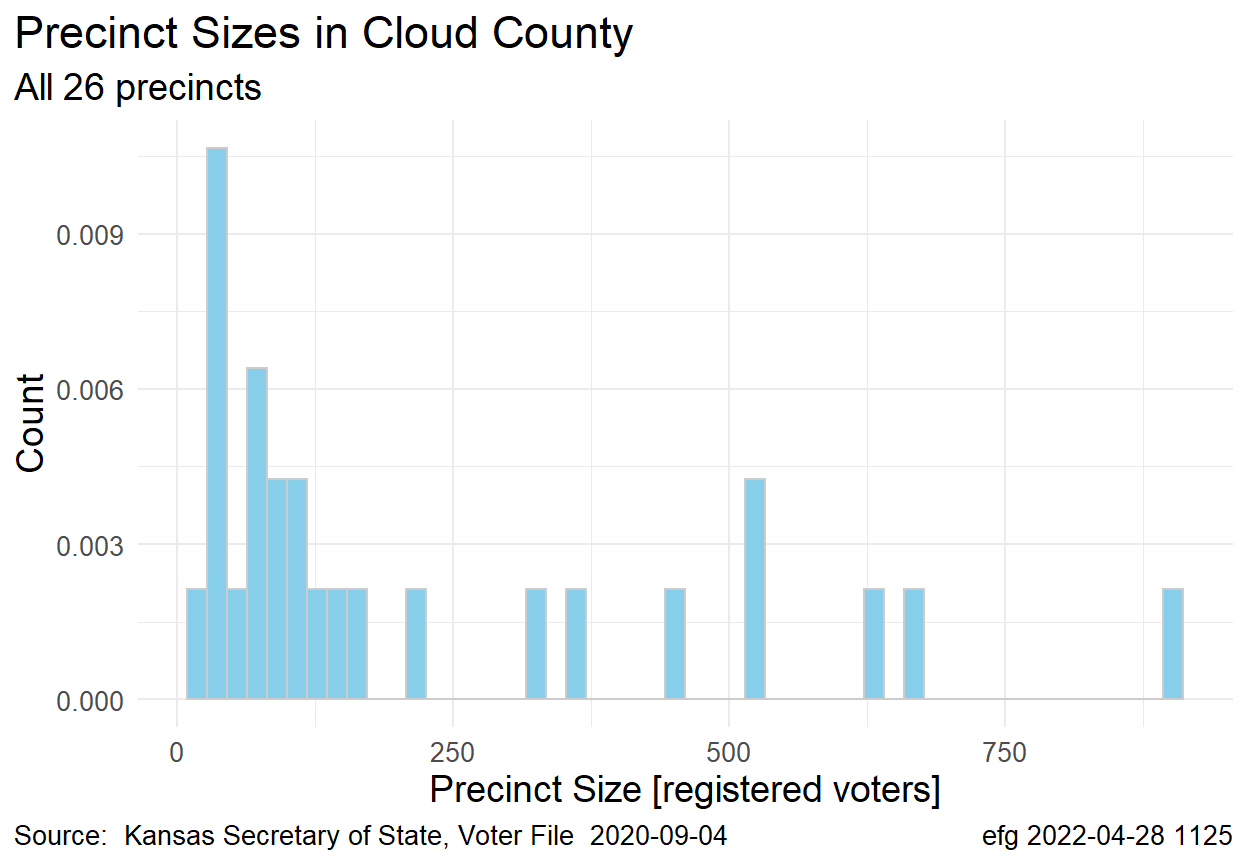 Precinct Sizes in Cloud County
All 26 precincts
0.009
0.006
0.003
0.000
Count
0 250 500 750
Precinct Size [registered voters]
Source:  Kansas Secretary of State, Voter File  2020-09-04
efg 2022-04-28 1125